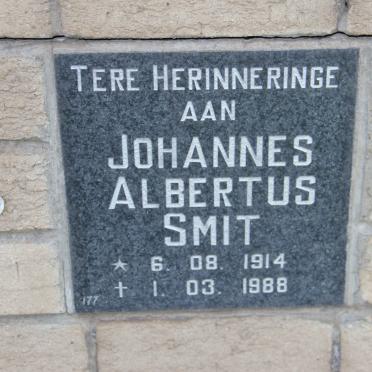 TERE HERINNERINGE
AAN
JOHANNES
ALBERTUS
SMIT
* 6. 08. 1914
† 1. 03. 1988
177